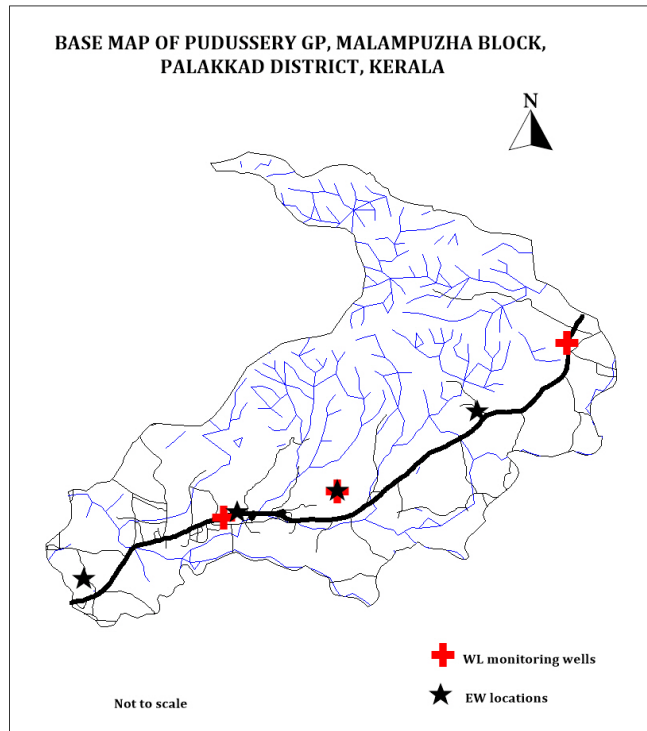 BASE MAP OF PUDUSSERY GP, MALAMPUZHA BLOCK,
PALAKKAD DISTRICT, KERALA
N
WL monitoring wells
EW locations
Not to scale